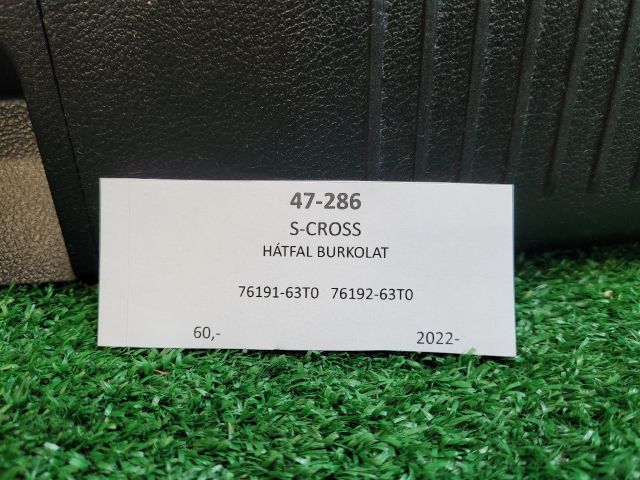 47-286
S-CROSS
HÁTFAL BURKOLAT
76191-63T0 76192-63T0
60,- 2022-